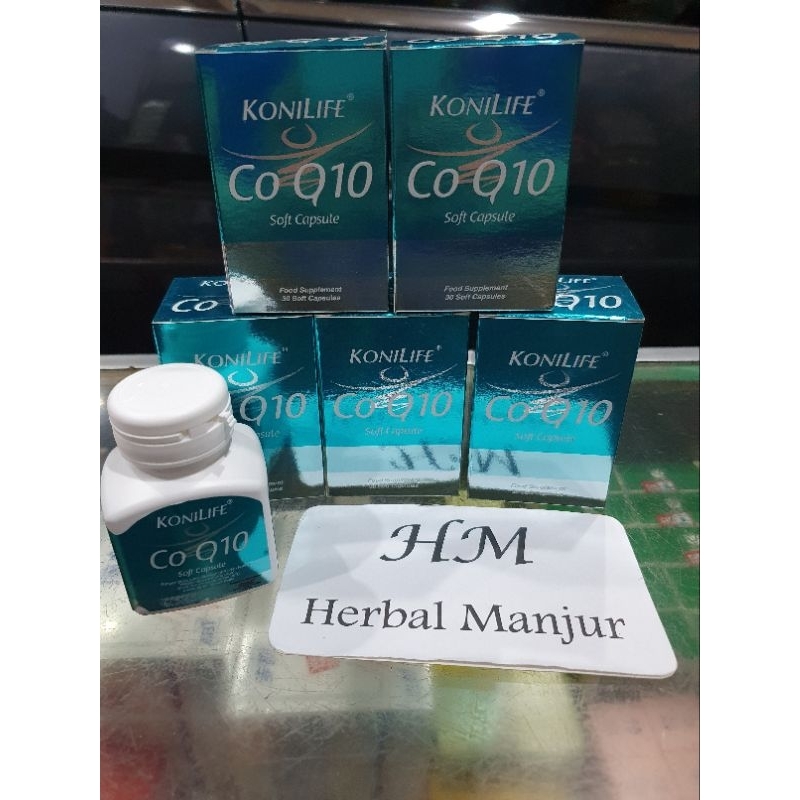 KONILIFE®
Co Q10
Soft Capsule
Food Supplement
30 Soft Capsules
KONILIFE®
Co Q10
Soft Capsule
Food Supplement
30 Soft Capsules
KONILIFE®
Q10
KONILIFE®
Co Q10
Soft Capsule
KONILIFE®
Co Q10
Soft Capsule
KONILIFE®
Co Q10
Soft Capsule
HM
Herbal Manjur